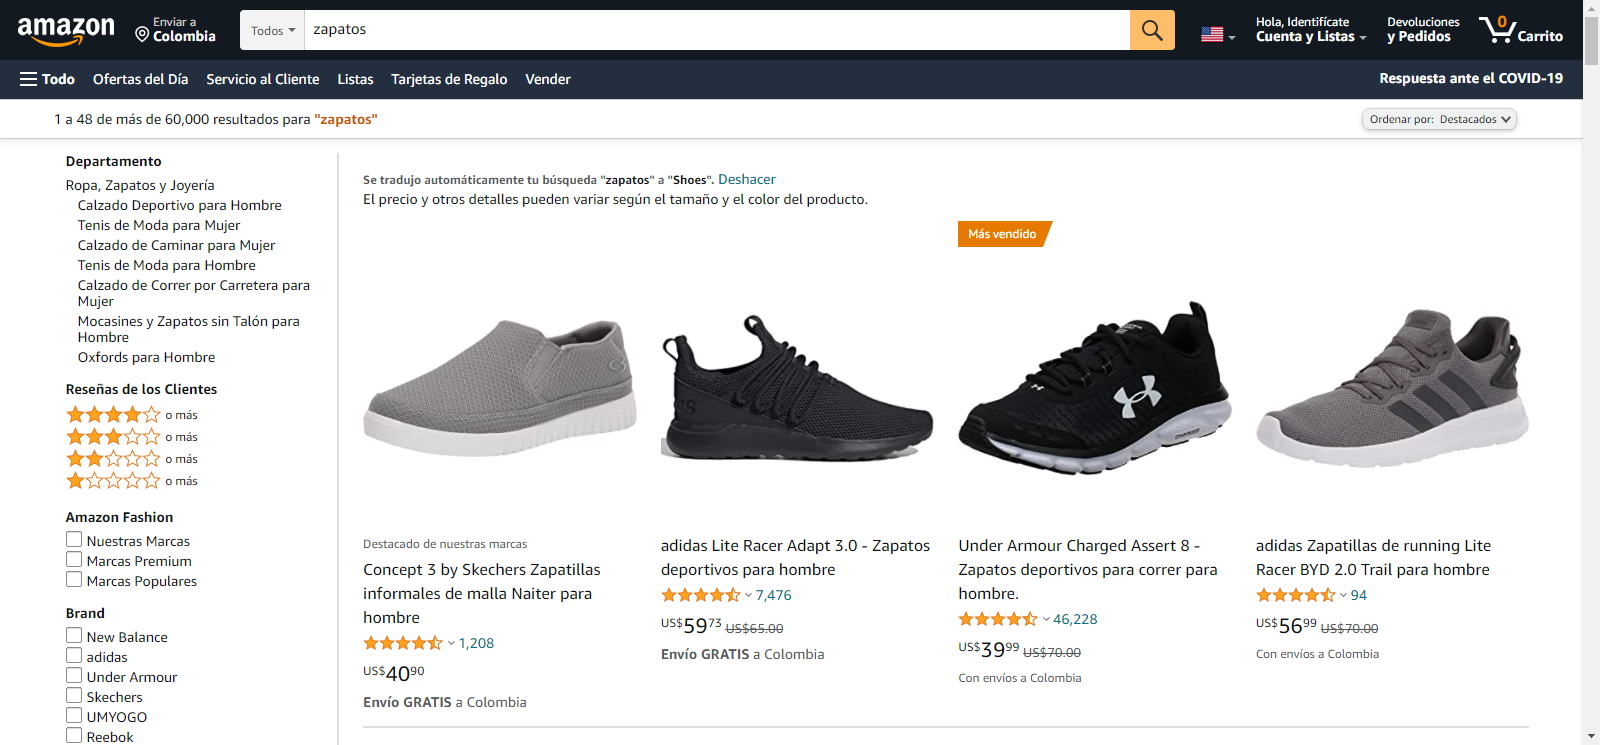 amazon
Enviar a
Colombia
Todos
zapatos
Hola, Identifícate
Cuenta y Listas
Devoluciones
y Pedidos
0
Carrito
Todo
Ofertas del Día
Servicio al Cliente
Listas
Tarjetas de Regalo
Vender
Respuesta ante el COVID-19
1 a 48 de más de 60,000 resultados para "zapatos"
Ordenar por: Destacados
Departamento
Ropa, Zapatos y Joyería
Calzado Deportivo para Hombre
Tenis de Moda para Mujer
Calzado de Caminar para Mujer
Tenis de Moda para Hombre
Calzado de Correr por Carretera para
Mujer
Mocasines y Zapatos sin Talón para
Hombre
Oxfords para Hombre
Reseñas de los Clientes
o más
o más
o más
o más
Amazon Fashion
Nuestras Marcas
Marcas Premium
Marcas Populares
Brand
New Balance
adidas
Under Armour
Skechers
UMYOGO
Reebok
Se tradujo automáticamente tu búsqueda "zapatos" a "Shoes". Deshacer
El precio y otros detalles pueden variar según el tamaño y el color del producto.
Destacado de nuestras marcas
Concept 3 by Skechers Zapatillas
informales de malla Naiter para
hombre
1,208
US$4090
Envío GRATIS a Colombia
adidas Lite Racer Adapt 3.0 - Zapatos
deportivos para hombre
7,476
US$5973 US$65.00
Envío GRATIS a Colombia
Más vendido
Under Armour Charged Assert 8 -
Zapatos deportivos para correr para
hombre.
46,228
US$3999 US$70.00
Con envíos a Colombia
adidas Zapatillas de running Lite
Racer BYD 2.0 Trail para hombre
94
US$5699 US$70.00
Con envíos a Colombia